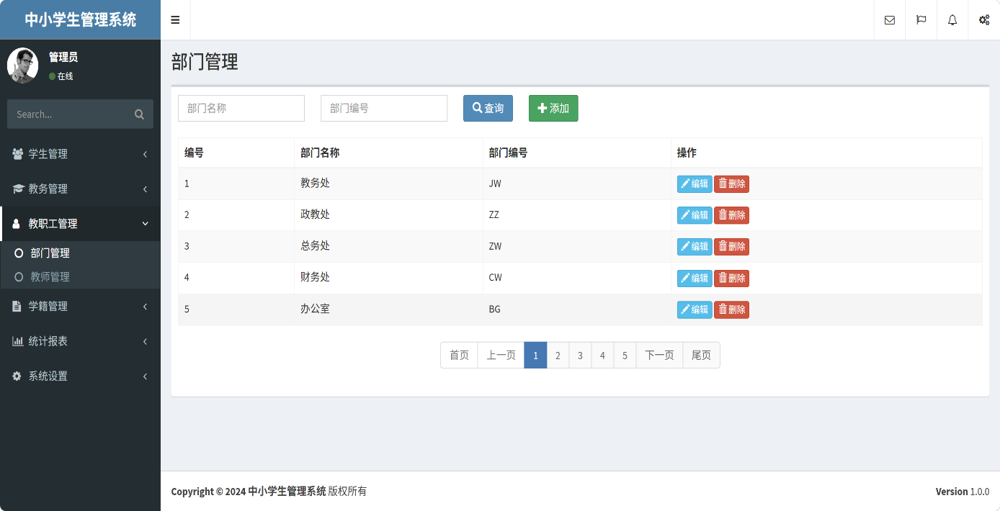 中小学生管理系统
管理员
在线
Search...
学生管理
教务管理
教职工管理
部门管理
教师管理
学籍管理
统计报表
系统设置
部门管理
部门名称 部门编号 查询 添加
编号 部门名称 部门编号 操作
1 教务处 JW 编辑 删除
2 政教处 ZZ 编辑 删除
3 总务处 ZW 编辑 删除
4 财务处 CW 编辑 删除
5 办公室 BG 编辑 删除
首页 上一页 1 2 3 4 5 下一页 尾页
Copyright © 2024 中小学生管理系统 版权所有 Version 1.0.0